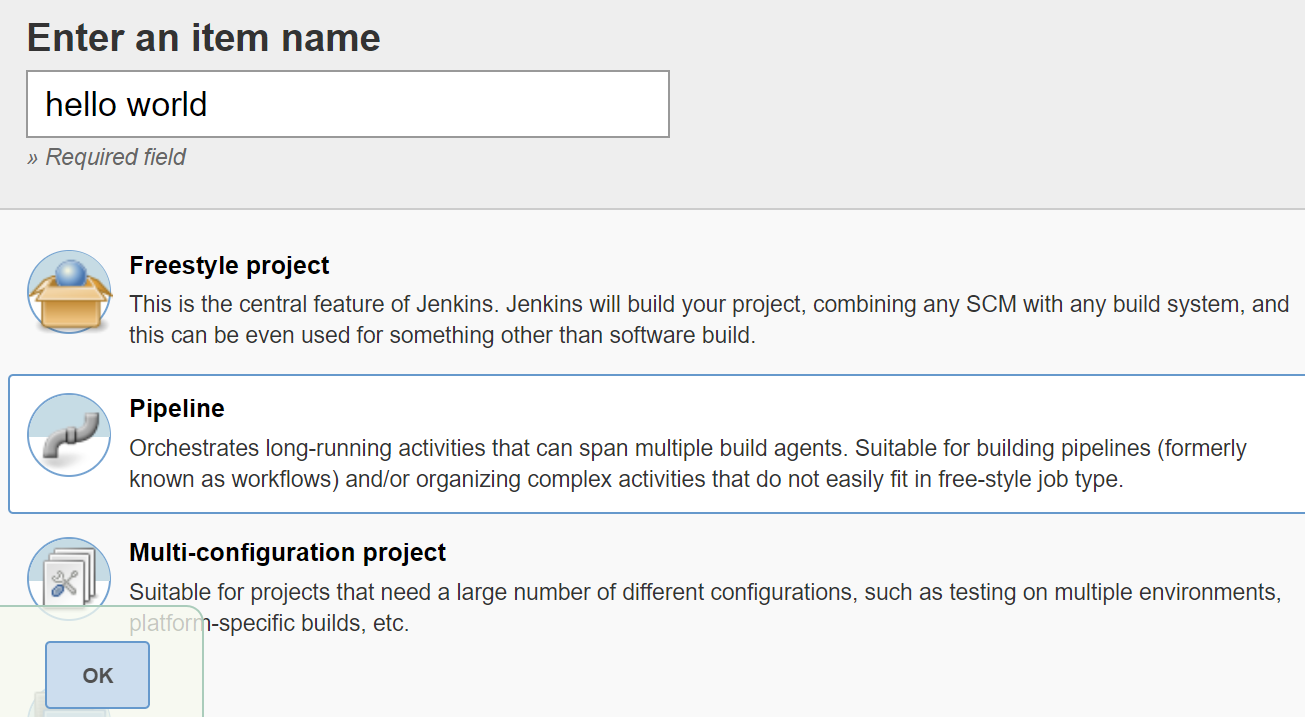 Enter an item name
hello world
» Required field
Freestyle project
This is the central feature of Jenkins. Jenkins will build your project, combining any SCM with any build system, and
this can be even used for something other than software build.
Pipeline
Orchestrates long-running activities that can span multiple build agents. Suitable for building pipelines (formerly
known as workflows) and/or organizing complex activities that do not easily fit in free-style job type.
Multi-configuration project
Suitable for projects that need a large number of different configurations, such as testing on multiple environments,
platform-specific builds, etc.
OK